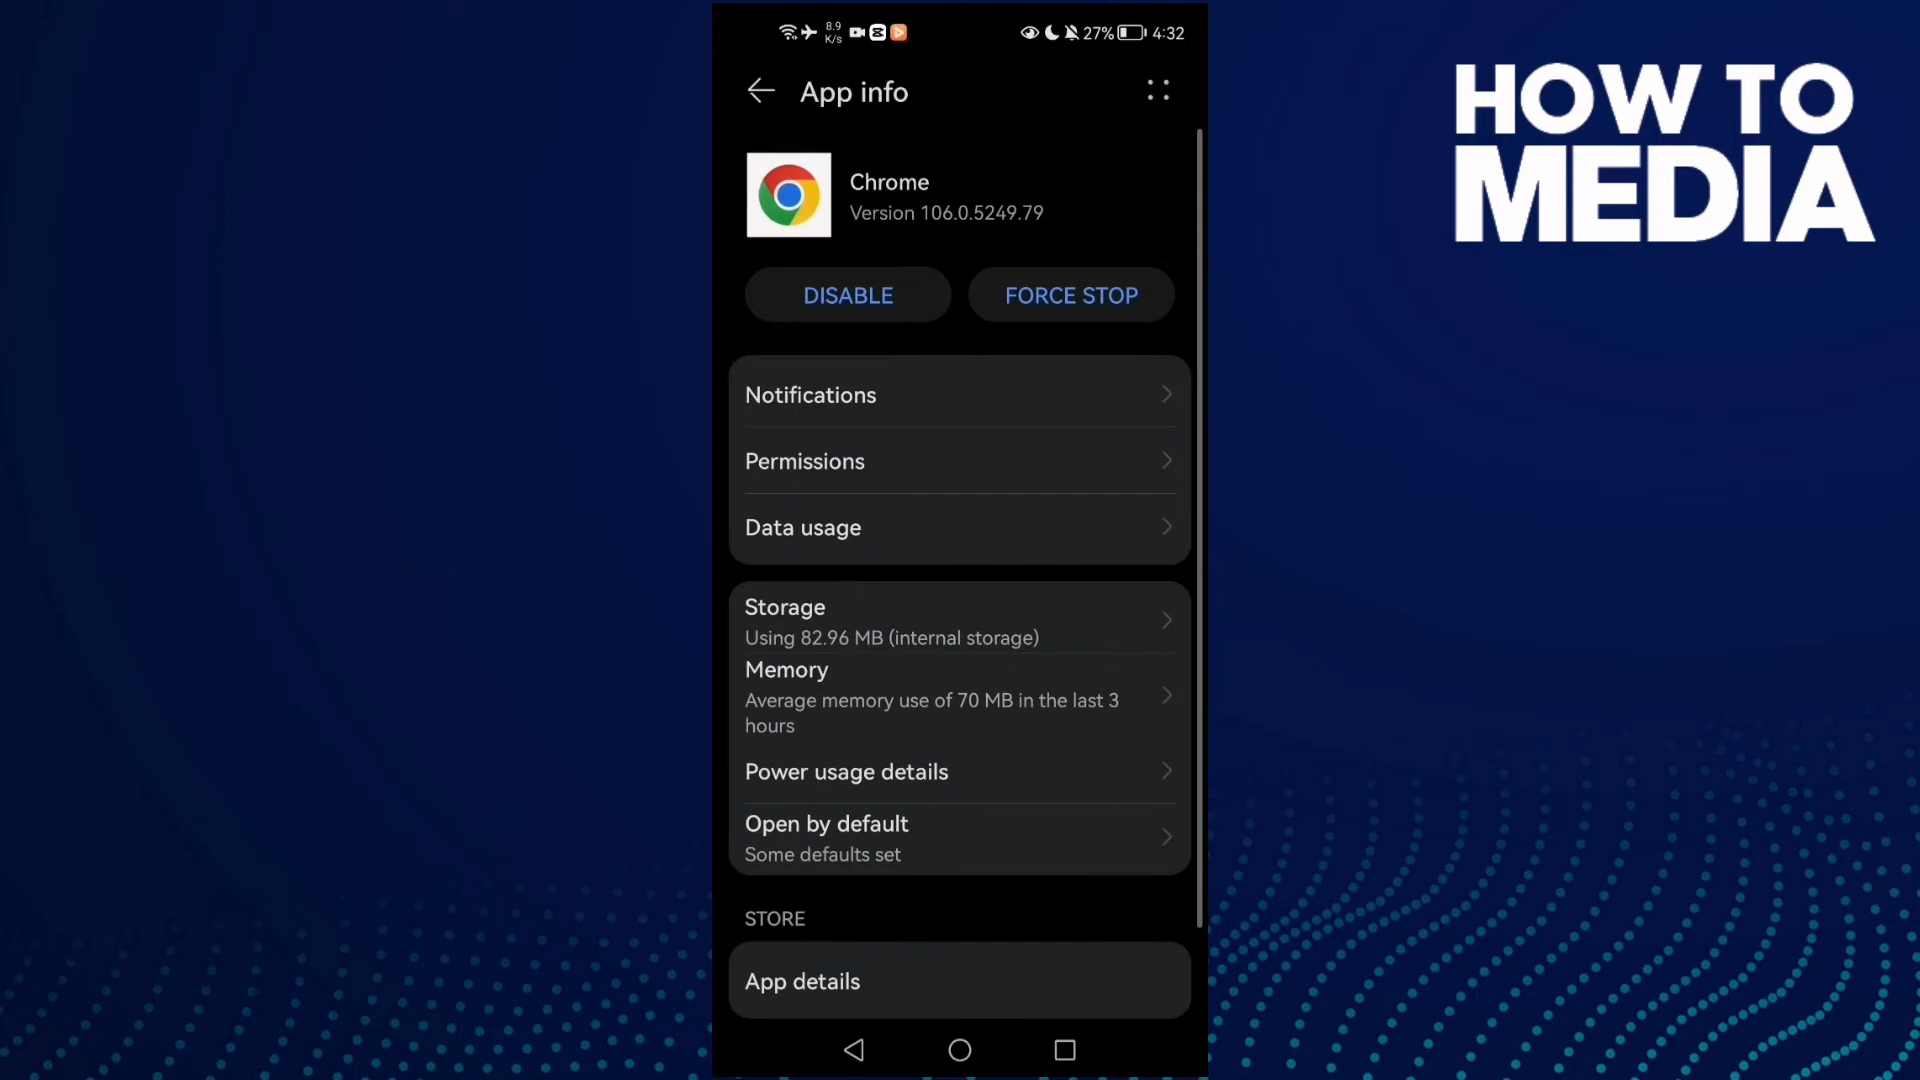 8.9
K/s
27% 4:32
App info
HOW TO
MEDIA
Chrome
Version 106.0.5249.79
DISABLE
FORCE STOP
Notifications
Permissions
Data usage
Storage
Using 82.96 MB (internal storage)
Memory
Average memory use of 70 MB in the last 3
hours
Power usage details
Open by default
Some defaults set
STORE
App details